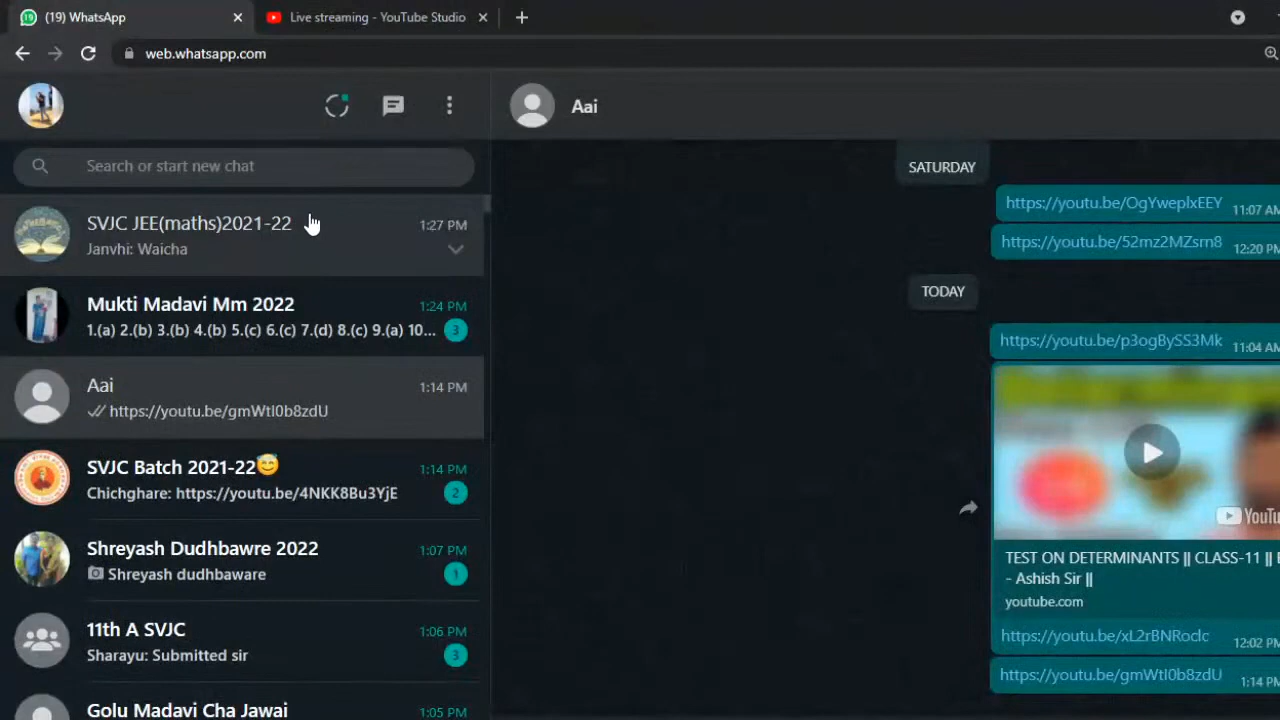 (19) WhatsApp
Live streaming - YouTube Studio
web.whatsapp.com
Aai
Search or start new chat
SVJC JEE(maths)2021-22
1:27 PM
Janvhi: Waicha
Mukti Madavi Mm 2022
1:24 PM
1.(a) 2.(b) 3.(b) 4.(b) 5.(c) 6.(c) 7.(d) 8.(c) 9.(a) 10...
3
Aai
1:14 PM
https://youtu.be/gmWtI0b8zdU
SVJC Batch 2021-22😅
1:14 PM
Chichghare: https://youtu.be/4NKK8Bu3YjE
2
Shreyash Dudhbawre 2022
1:07 PM
Shreyash dudhbaware
1
11th A SVJC
1:06 PM
Sharayu: Submitted sir
3
Golu Madavi Cha Jawai
1:05 PM
SATURDAY
https://youtu.be/OgYweplxEEY
11:07 AM
https://youtu.be/52mz2MZsrn8
12:20 PM
TODAY
https://youtu.be/p3ogBySS3Mk
11:04 AM
YouTu
TEST ON DETERMINANTS || CLASS-11 ||
- Ashish Sir ||
youtube.com
https://youtu.be/xL2rBNRoclc
12:02 PM
https://youtu.be/gmWtI0b8zdU
1:14 PM